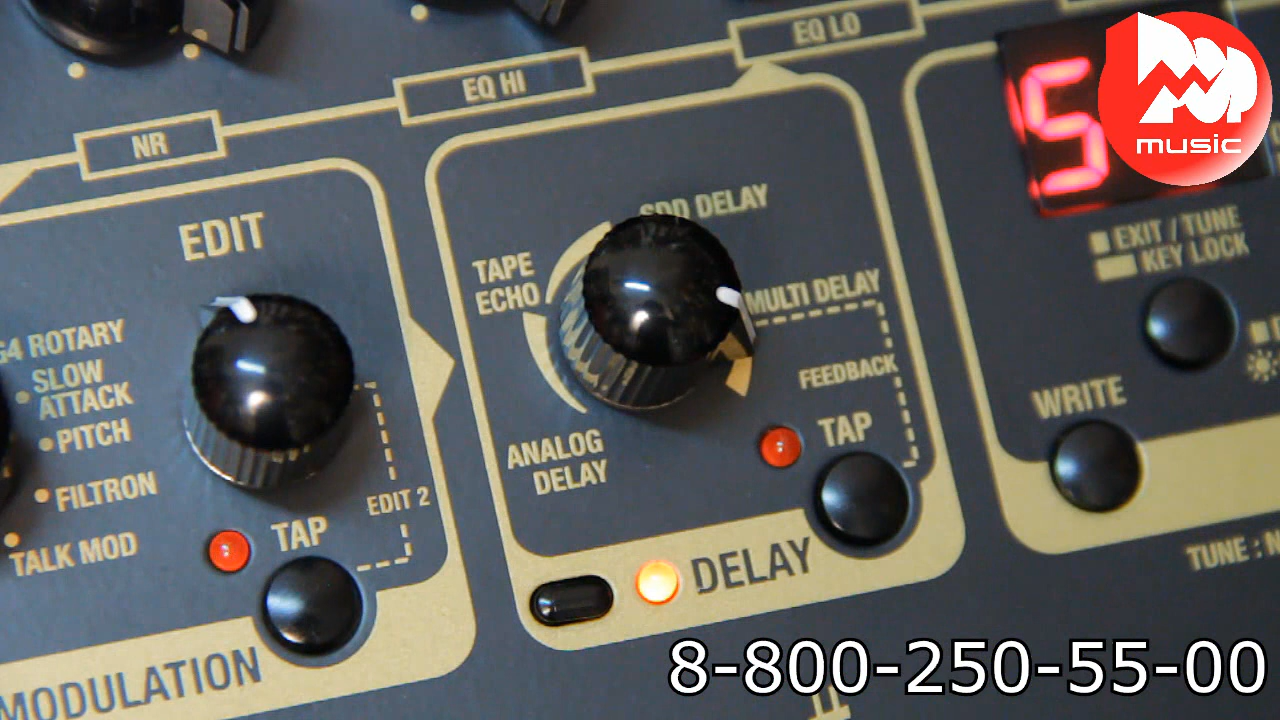 EQ LO
EQ HI
NR
5
POP
music
EDIT
G4 ROTARY
SLOW
ATTACK
PITCH
FILTRON
TALK MOD
EDIT 2
TAP
MODULATION
SDD DELAY
TAPE
ECHO
MULTI DELAY
FEEDBACK
TAP
ANALOG
DELAY
DELAY
EXIT / TUNE
KEY LOCK
WRITE
TUNE : N
8-800-250-55-00